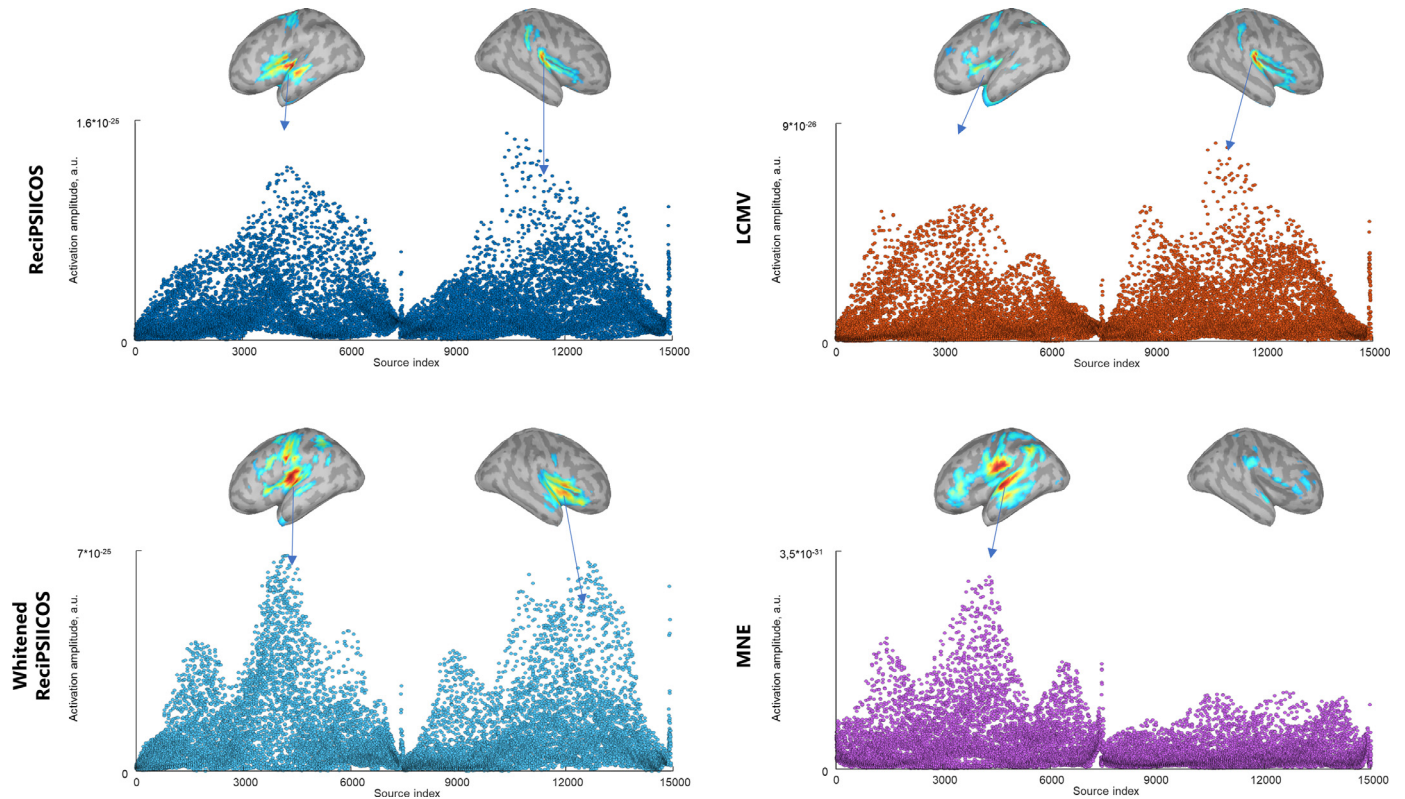 1.6*10-25
ReciPSIICOS
Activation amplitude, a.u.
0
0 3000 6000 9000 12000 15000
Source index
9*10-26
LCMV
Activation amplitude, a.u.
0
0 3000 6000 9000 12000 15000
Source index
7*10-25
Whitened
ReciPSIICOS
Activation amplitude, a.u.
0
0 3000 6000 9000 12000 15000
Source index
3,5*10-31
MNE
Activation amplitude, a.u.
0
0 3000 6000 9000 12000 15000
Source index